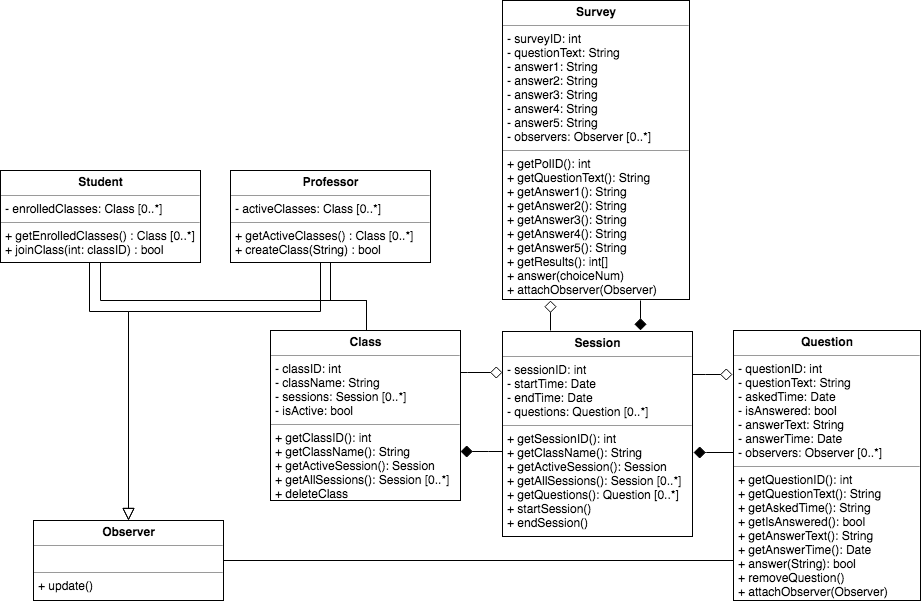 Survey
- surveyID: int
- questionText: String
- answer1: String
- answer2: String
- answer3: String
- answer4: String
- answer5: String
- observers: Observer [0..*]
+ getPollID(): int
+ getQuestionText(): String
+ getAnswer1(): String
+ getAnswer2(): String
+ getAnswer3(): String
+ getAnswer4(): String
+ getAnswer5(): String
+ getResults(): int[]
+ answer(choiceNum)
+ attachObserver(Observer)
Student
- enrolledClasses: Class [0..*]
+ getEnrolledClasses() : Class [0..*]
+ joinClass(int: classID) : bool
Professor
- activeClasses: Class [0..*]
+ getActiveClasses() : Class [0..*]
+ createClass(String) : bool
Class
- classID: int
- className: String
- sessions: Session [0..*]
- isActive: bool
+ getClassID(): int
+ getClassName(): String
+ getActiveSession(): Session
+ getAllSessions(): Session [0..*]
+ deleteClass
Session
- sessionID: int
- startTime: Date
- endTime: Date
- questions: Question [0..*]
+ getSessionID(): int
+ getClassName(): String
+ getActiveSession(): Session
+ getAllSessions(): Session [0..*]
+ getQuestions(): Question [0..*]
+ startSession()
+ endSession()
Question
- questionID: int
- questionText: String
- askedTime: Date
- isAnswered: bool
- answerText: String
- answerTime: Date
- observers: Observer [0..*]
+ getQuestionID(): int
+ getQuestionText(): String
+ getAskedTime(): String
+ getIsAnswered(): bool
+ getAnswerText(): String
+ getAnswerTime(): Date
+ answer(String): bool
+ removeQuestion()
+ attachObserver(Observer)
Observer
+ update()